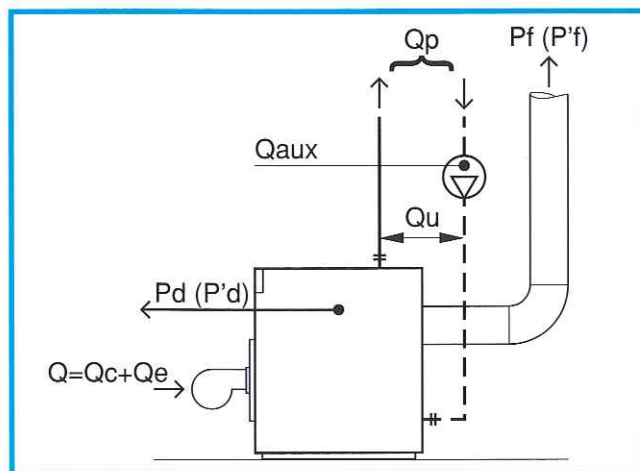 Qp
Pf (P'f)
Qaux
Qu
Pd (P'd)
Q=Qc+Qe